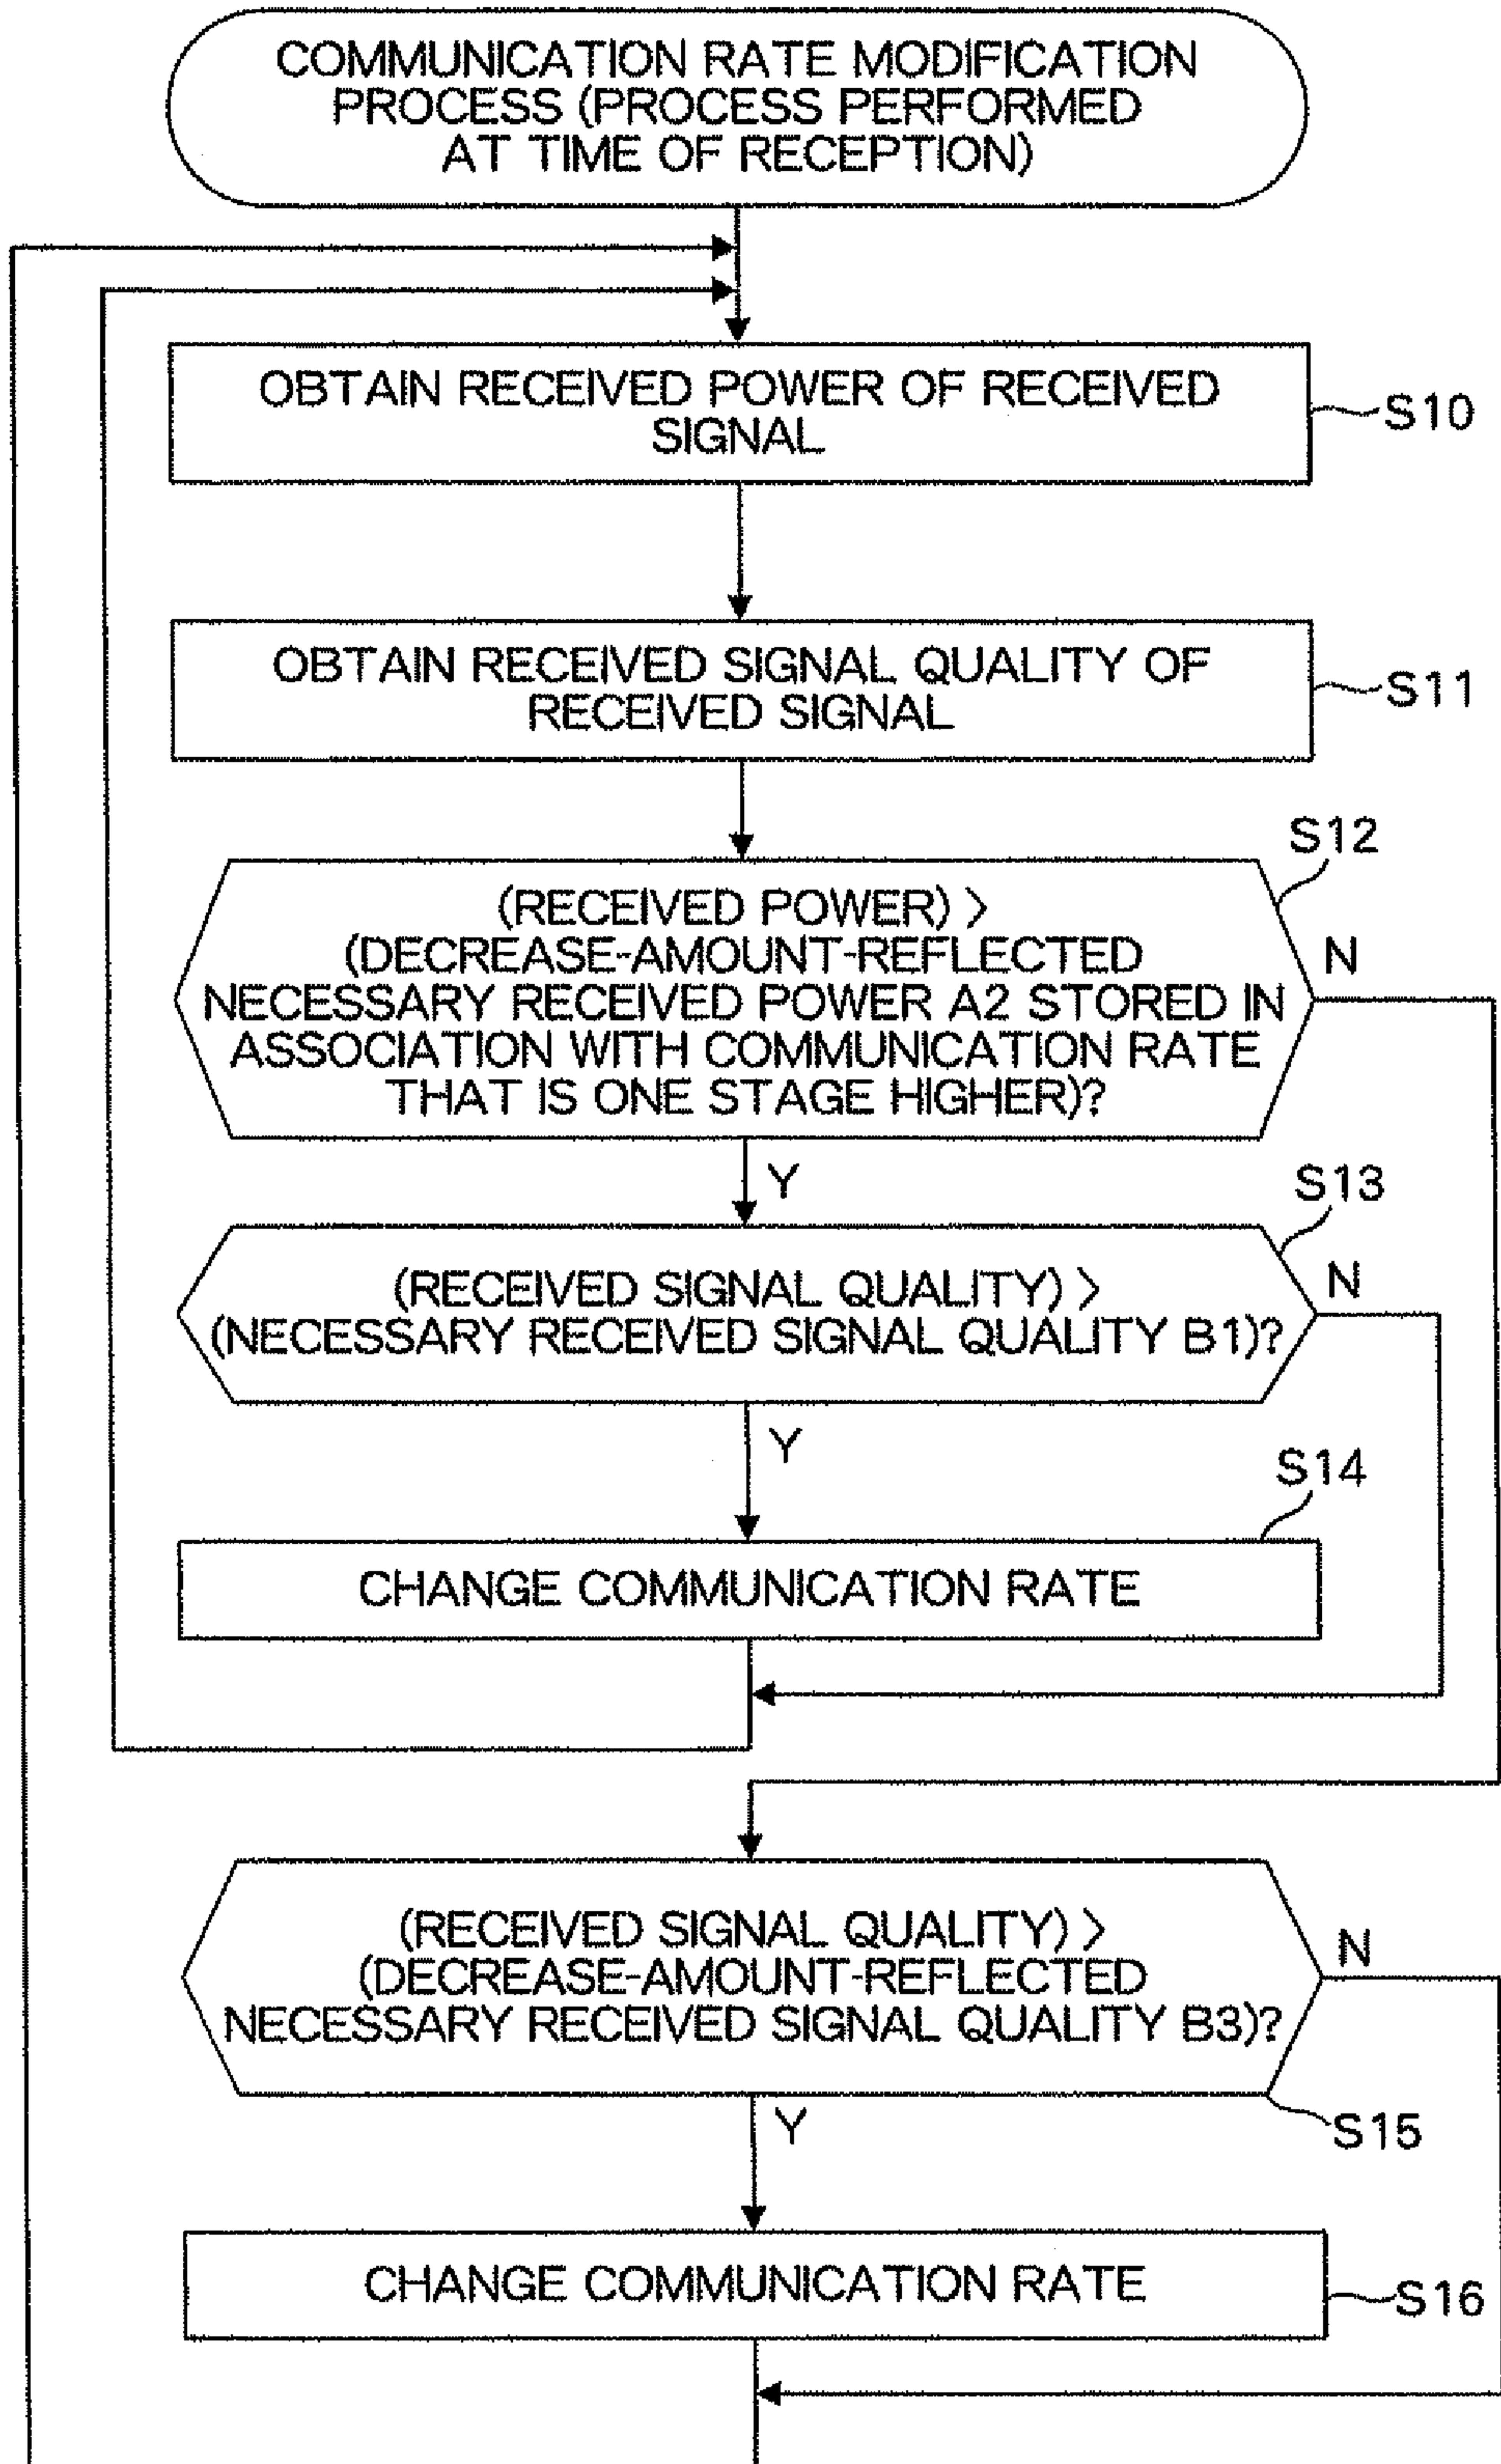 COMMUNICATION RATE MODIFICATION
PROCESS (PROCESS PERFORMED
AT TIME OF RECEPTION)
OBTAIN RECEIVED POWER OF RECEIVED
SIGNAL
S10
OBTAIN RECEIVED SIGNAL QUALITY OF
RECEIVED SIGNAL
S11
S12
(RECEIVED POWER) >
(DECREASE-AMOUNT-REFLECTED
NECESSARY RECEIVED POWER A2 STORED IN
ASSOCIATION WITH COMMUNICATION RATE
THAT IS ONE STAGE HIGHER)?
N
Y
S13
(RECEIVED SIGNAL QUALITY) >
(NECESSARY RECEIVED SIGNAL QUALITY B1)?
N
Y
S14
CHANGE COMMUNICATION RATE
(RECEIVED SIGNAL QUALITY) >
(DECREASE-AMOUNT-REFLECTED
NECESSARY RECEIVED SIGNAL QUALITY B3)?
N
Y
S15
CHANGE COMMUNICATION RATE
S16